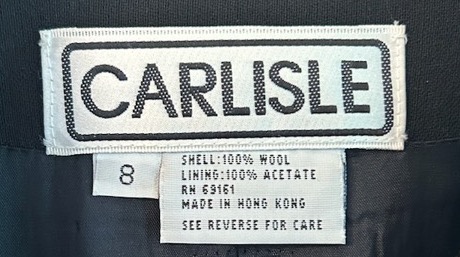 CARLISLE
8
SHELL:100% WOOL
LINING:100% ACETATE
RN 69161
MADE IN HONG KONG
SEE REVERSE FOR CARE